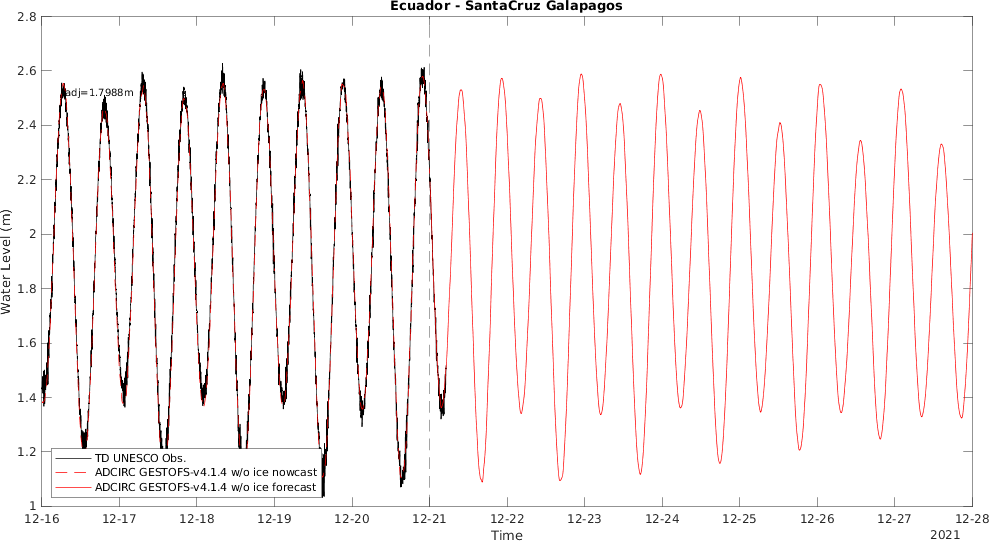 Ecuador - SantaCruz Galapagos
2.8
2.6
2.4
2.2
2
1.8
1.6
1.4
1.2
1
Water Level (m)
adj=1.7988m
TD UNESCO Obs.
ADCIRC GESTOFS-v4.1.4 w/o ice nowcast
ADCIRC GESTOFS-v4.1.4 w/o ice forecast
12-16 12-17 12-18 12-19 12-20 12-21 12-22 12-23 12-24 12-25 12-26 12-27 12-28
Time
2021